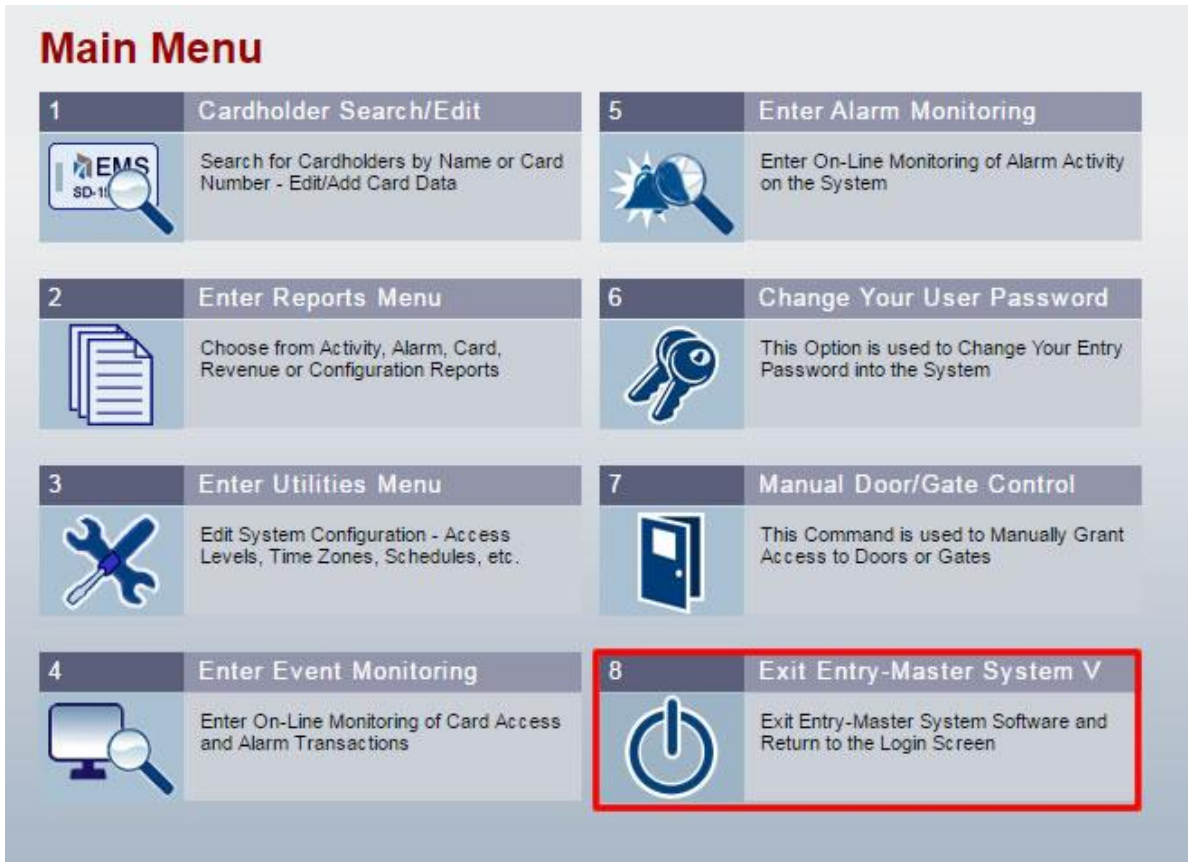 Main Menu
1 Cardholder Search/Edit
EMS
Search for Cardholders by Name or Card
Number - Edit/Add Card Data
2 Enter Reports Menu
Choose from Activity, Alarm, Card,
Revenue or Configuration Reports
3 Enter Utilities Menu
Edit System Configuration - Access
Levels, Time Zones, Schedules, etc.
4 Enter Event Monitoring
Enter On-Line Monitoring of Card Access
and Alarm Transactions
5 Enter Alarm Monitoring
Enter On-Line Monitoring of Alarm Activity
on the System
6 Change Your User Password
This Option is used to Change Your Entry
Password into the System
7 Manual Door/Gate Control
This Command is used to Manually Grant
Access to Doors or Gates
8 Exit Entry-Master System V
Exit Entry-Master System Software and
Return to the Login Screen